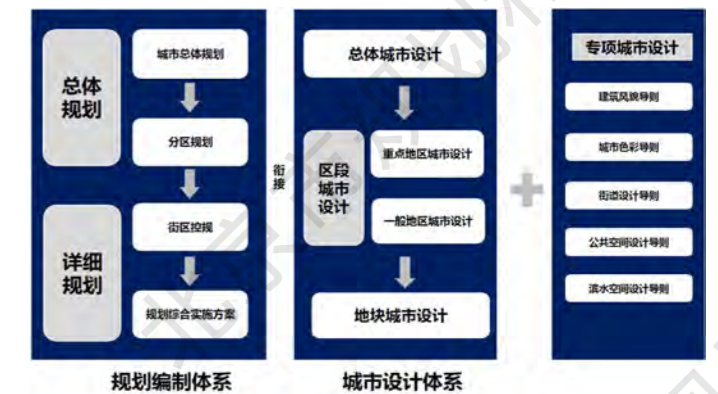 总体
规划
城市总体规划
分区规划
详细
规划
街区控规
规划综合实施方案
规划编制体系
衔
接
总体城市设计
区段
城市
设计
重点地区城市设计
一般地区城市设计
地块城市设计
城市设计体系
专项城市设计
建筑风貌导则
城市色彩导则
街道设计导则
公共空间设计导则
滨水空间设计导则